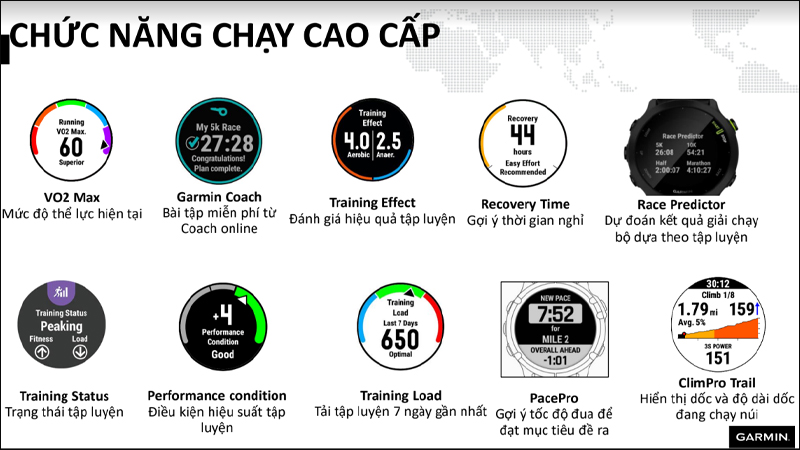 CHỨC NĂNG CHẠY CAO CẤP
Running
VO2 Max.
60
Superior
VO2 Max
Mức độ thể lực hiện tại
My 5k Race
27:28
Congratulations!
Plan complete.
Garmin Coach
Bài tập miễn phí từ
Coach online
Training
Effect
4.0 2.5
Aerobic Anaer.
Training Effect
Đánh giá hiệu quả tập luyện
Recovery
44
hours
Easy Effort
Recommended
Recovery Time
Gợi ý thời gian nghỉ
Race Predictor
5K 10K
26:08 54:21
Half Marathon
2:00:07 4:10:27
GARMIN
Race Predictor
Dự đoán kết quả giải chạy
bộ dựa theo tập luyện
Training Status
Peaking
Fitness Load
Training Status
Trạng thái tập luyện
+4
Performance
Condition
Good
Performance condition
Điều kiện hiệu suất tập
luyện
Training
Load
Last 7 Days
650
Optimal
Training Load
Tải tập luyện 7 ngày gần nhất
NEW PACE
7:52
for
MILE 2
OVERALL AHEAD
-1:01
PacePro
Gợi ý tốc độ đua để
đạt mục tiêu đề ra
30:12
Climb 1/8
1.79 mi 159
Avg. 5%
3S POWER
151
ClimPro Trail
Hiển thị dốc và độ dài dốc
đang chạy núi
GARMIN.